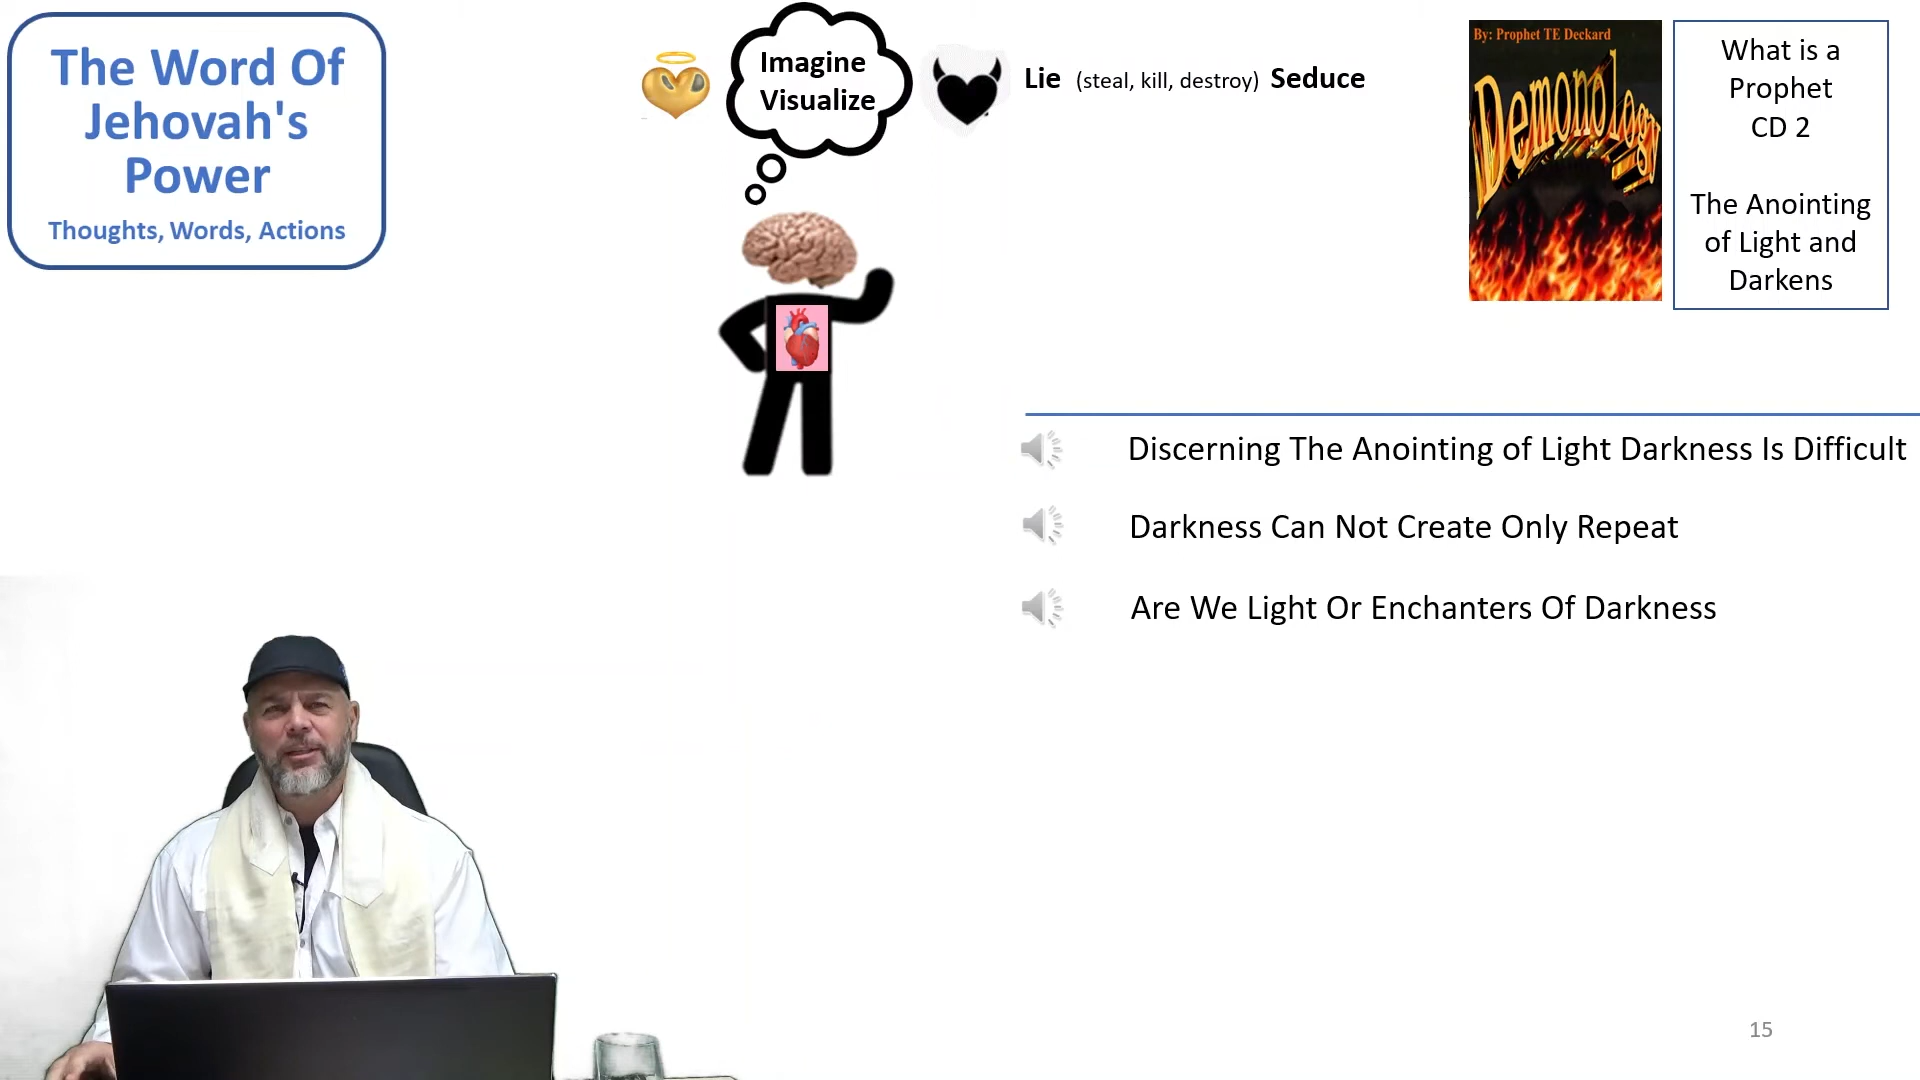 The Word Of
Jehovah's
Power
Thoughts, Words, Actions
Imagine
Visualize
Lie (steal, kill, destroy) Seduce
By: Prophet TE Deckard
Demonology
What is a
Prophet
CD 2
The Anointing
of Light and
Darkens
Discerning The Anointing of Light Darkness Is Difficult
Darkness Can Not Create Only Repeat
Are We Light Or Enchanters Of Darkness
15